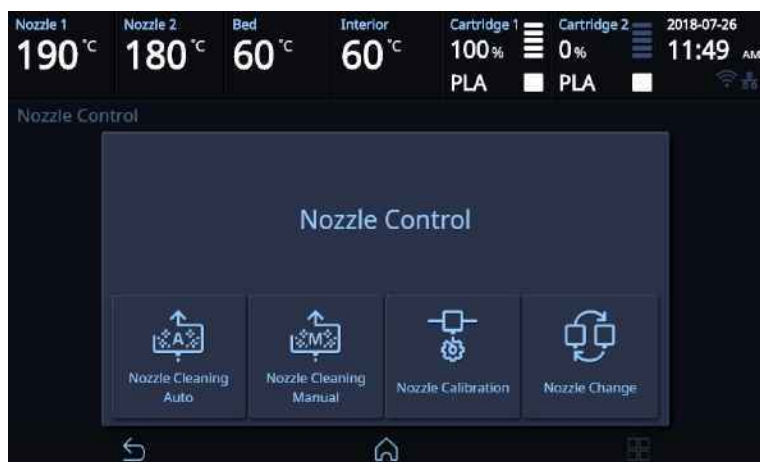 Nozzle 1 Nozzle 2 Bed Interior Cartridge 1 Cartridge 2 2018-07-26
190 °C 180 °C 60 °C 60 °C 100 % 0 % 11:49 AM
PLA PLA
Nozzle Control
Nozzle Control
A M
Nozzle Cleaning Auto
Nozzle Cleaning Manual
Nozzle Calibration
Nozzle Change